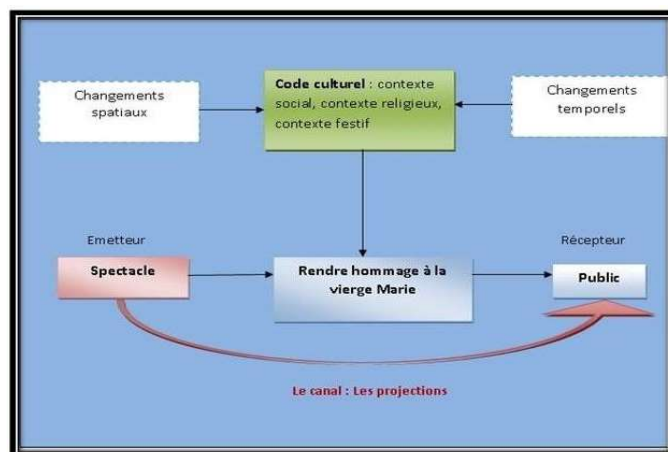 Changements
spatiaux
Code culturel : contexte
social, contexte religieux,
contexte festif
Changements
temporels
Emetteur
Récepteur
Spectacle
Rendre hommage à la
vierge Marie
Public
Le canal : Les projections